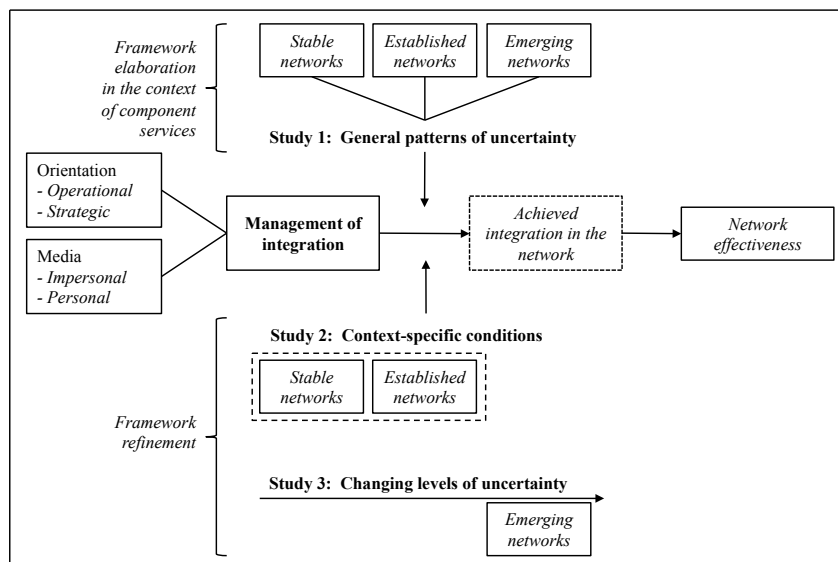 Framework
elaboration
in the context
of component
services
Stable
networks
Established
networks
Emerging
networks
Study 1:  General patterns of uncertainty
Orientation
- Operational
- Strategic
Media
- Impersonal
- Personal
Management of
integration
Achieved
integration in the
network
Network
effectiveness
Study 2:  Context-specific conditions
Stable
networks
Established
networks
Framework
refinement
Study 3:  Changing levels of uncertainty
Emerging
networks